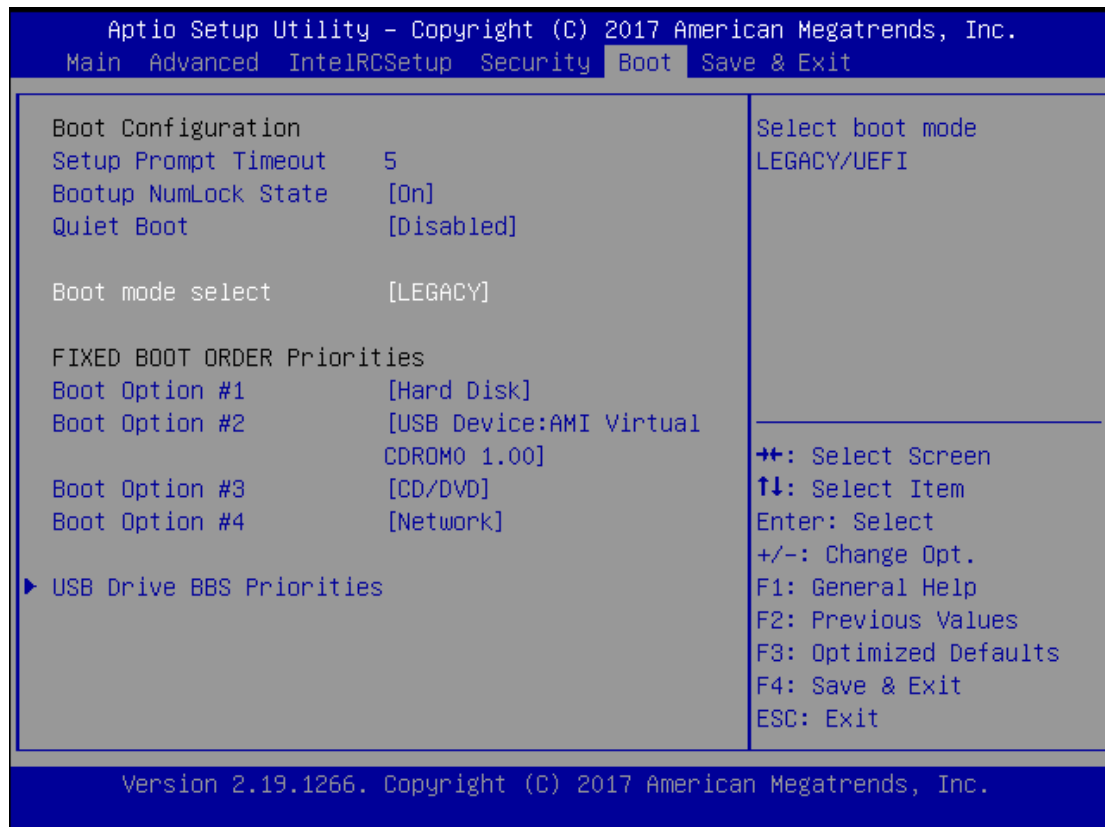 Aptio Setup Utility – Copyright (C) 2017 American Megatrends, Inc.
Main Advanced IntelRCSetup Security Boot Save & Exit
Boot Configuration
Setup Prompt Timeout 5
Bootup NumLock State [On]
Quiet Boot [Disabled]
Boot mode select [LEGACY]
FIXED BOOT ORDER Priorities
Boot Option #1 [Hard Disk]
Boot Option #2 [USB Device:AMI Virtual
CDROM0 1.00]
Boot Option #3 [CD/DVD]
Boot Option #4 [Network]
▶ USB Drive BBS Priorities
Select boot mode
LEGACY/UEFI
→←: Select Screen
↑↓: Select Item
Enter: Select
+/-: Change Opt.
F1: General Help
F2: Previous Values
F3: Optimized Defaults
F4: Save & Exit
ESC: Exit
Version 2.19.1266. Copyright (C) 2017 American Megatrends, Inc.